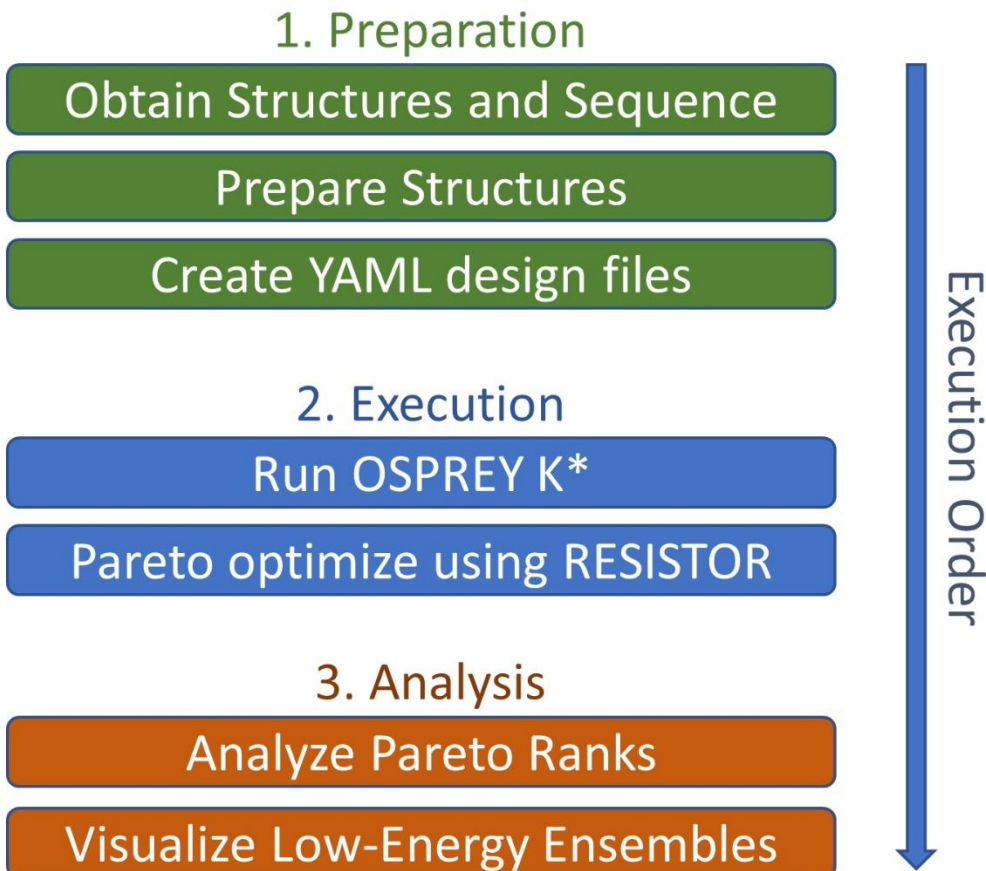 1. Preparation
Obtain Structures and Sequence
Prepare Structures
Create YAML design files
2. Execution
Run OSPREY K*
Pareto optimize using RESISTOR
3. Analysis
Analyze Pareto Ranks
Visualize Low-Energy Ensembles
Execution Order